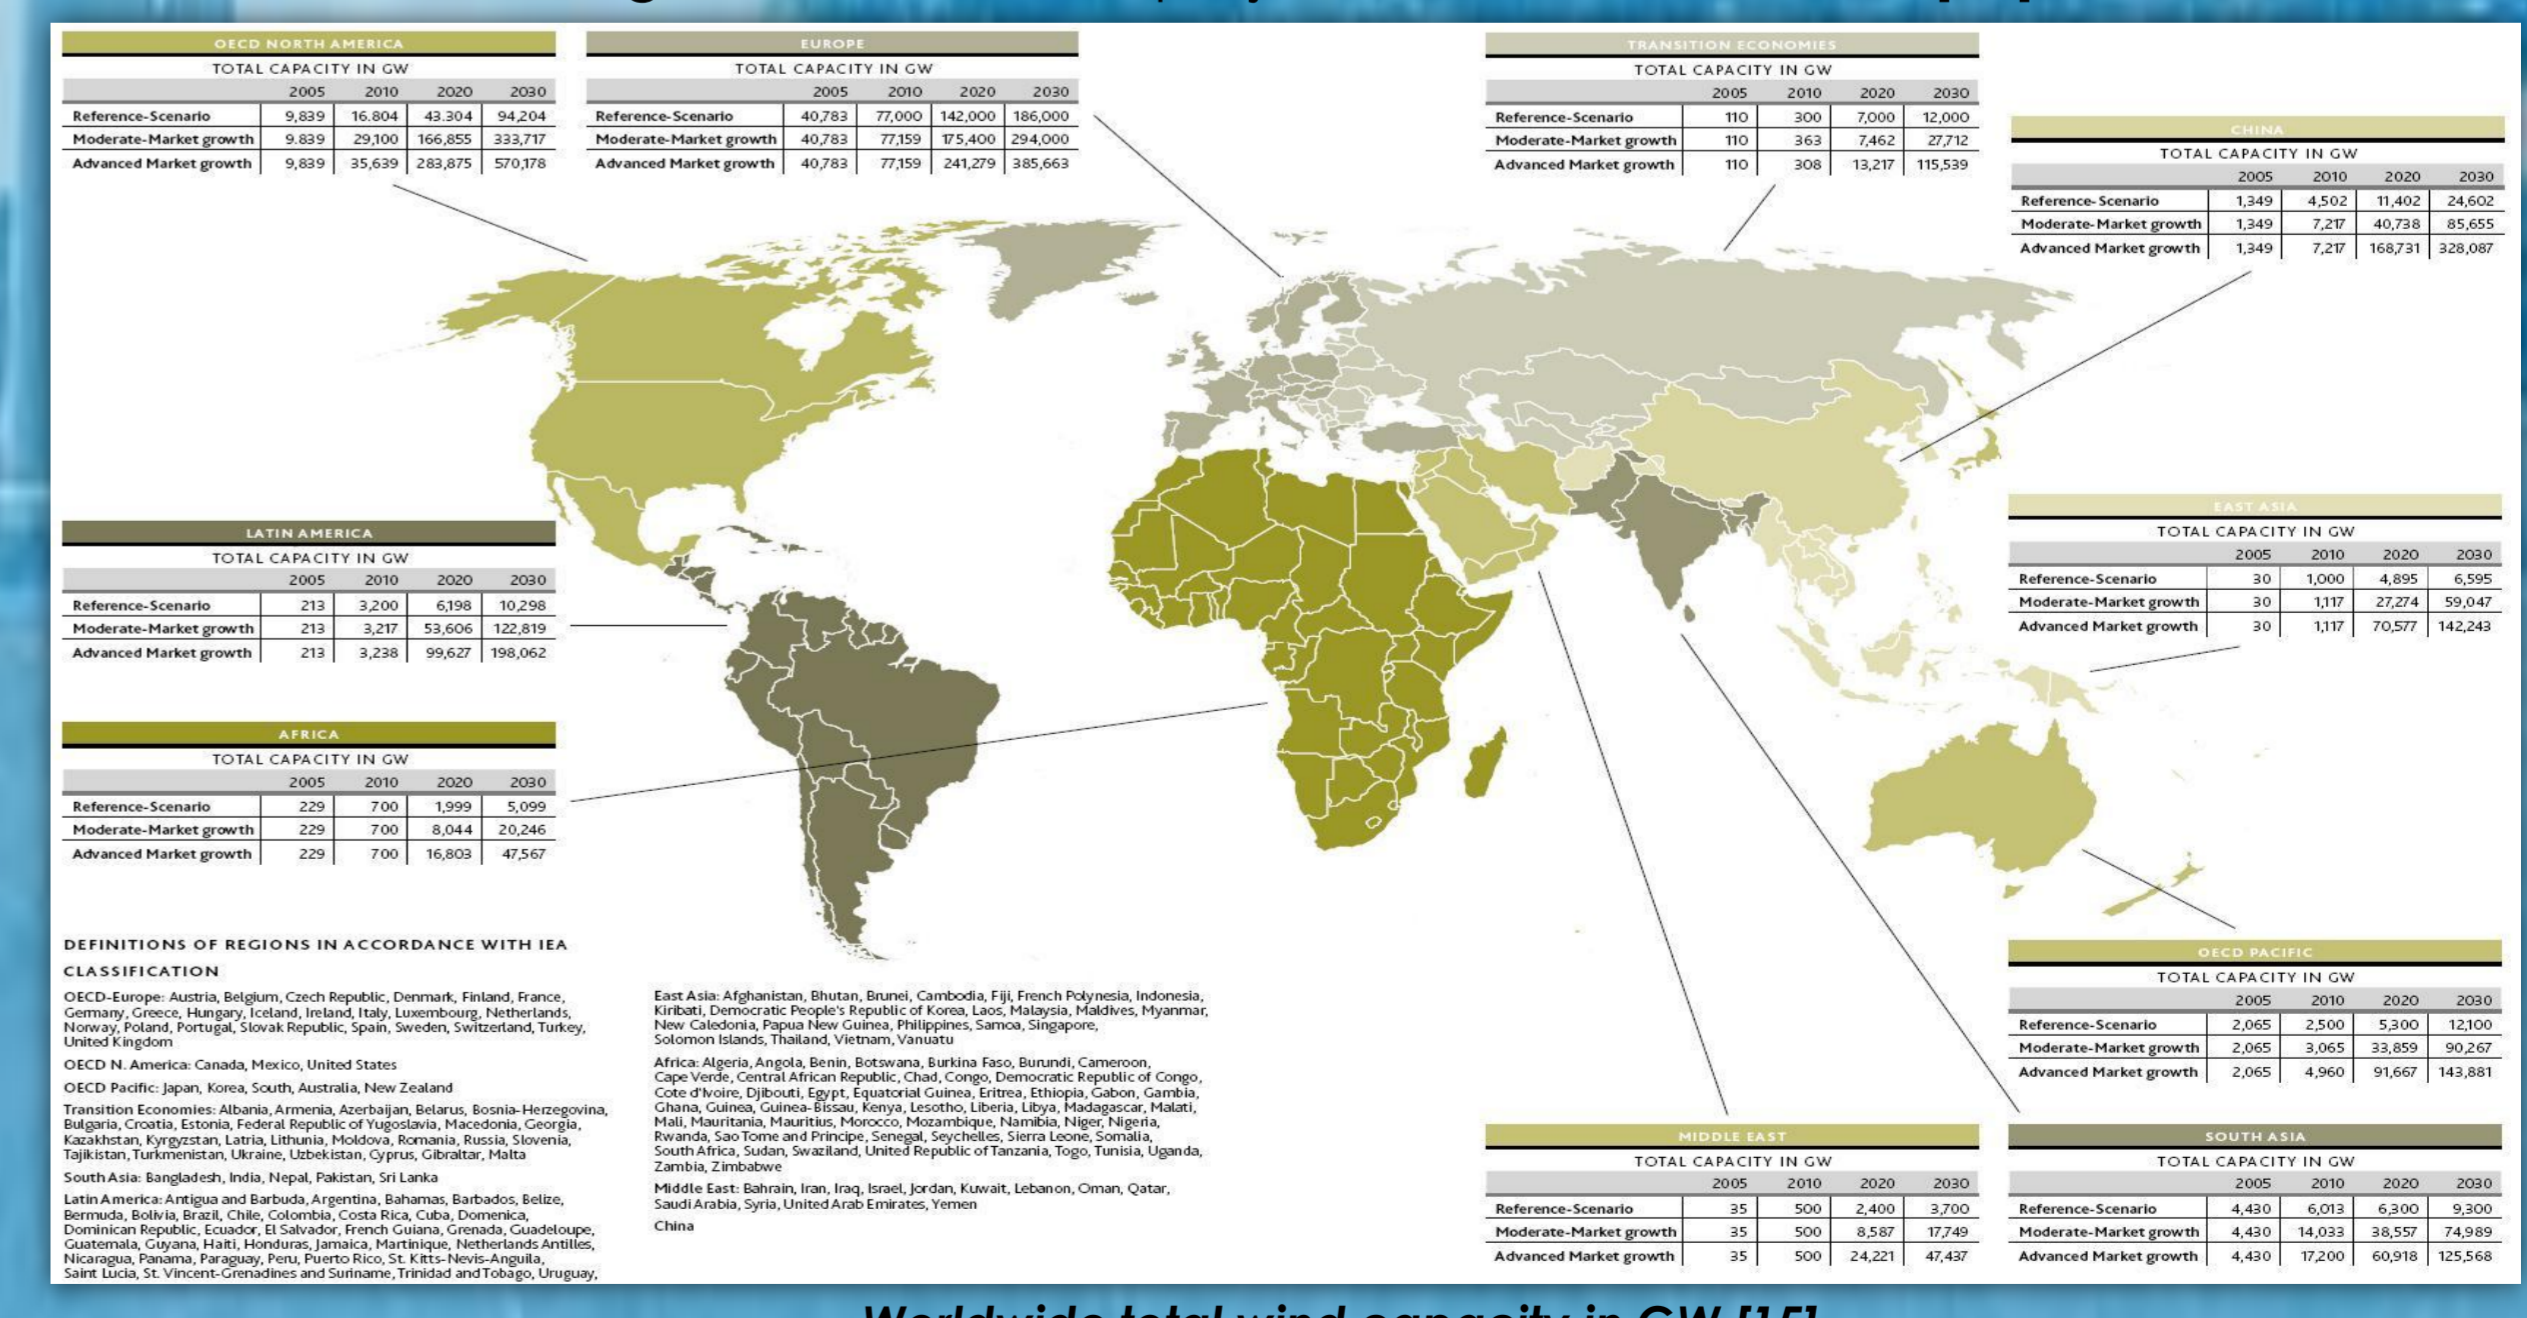 OECD NORTH AMERICA
TOTAL CAPACITY IN GW
2005 2010 2020 2030
Reference-Scenario 9,839 16.804 43.304 94,204
Moderate-Market growth 9.839 29,100 166,855 333,717
Advanced Market growth 9,839 35,639 283,875 570,178
EUROPE
TOTAL CAPACITY IN GW
2005 2010 2020 2030
Reference-Scenario 40,783 77,000 142,000 186,000
Moderate-Market growth 40,783 77,159 175,400 294,000
Advanced Market growth 40,783 77,159 241,279 385,663
TRANSITION ECONOMIES
TOTAL CAPACITY IN GW
2005 2010 2020 2030
Reference-Scenario 110 300 7,000 12,000
Moderate-Market growth 110 363 7,462 27,712
Advanced Market growth 110 308 13,217 115,539
CHINA
TOTAL CAPACITY IN GW
2005 2010 2020 2030
Reference-Scenario 1,349 4,502 11,402 24,602
Moderate-Market growth 1,349 7,217 40,738 85,655
Advanced Market growth 1,349 7,217 168,731 328,087
LATIN AMERICA
TOTAL CAPACITY IN GW
2005 2010 2020 2030
Reference-Scenario 213 3,200 6,198 10,298
Moderate-Market growth 213 3,217 53,606 122,819
Advanced Market growth 213 3,238 99,627 198,062
EAST ASIA
TOTAL CAPACITY IN GW
2005 2010 2020 2030
Reference-Scenario 30 1,000 4,895 6,595
Moderate-Market growth 30 1,117 27,274 59,047
Advanced Market growth 30 1,117 70,577 142,243
AFRICA
TOTAL CAPACITY IN GW
2005 2010 2020 2030
Reference-Scenario 229 700 1,999 5,099
Moderate-Market growth 229 700 8,044 20,246
Advanced Market growth 229 700 16,803 47,567
OECD PACIFIC
TOTAL CAPACITY IN GW
2005 2010 2020 2030
Reference-Scenario 2,065 2,500 5,300 12,100
Moderate-Market growth 2,065 3,065 33,859 90,267
Advanced Market growth 2,065 4,960 91,667 143,881
MIDDLE EAST
TOTAL CAPACITY IN GW
2005 2010 2020 2030
Reference-Scenario 35 500 2,400 3,700
Moderate-Market growth 35 500 8,587 17,749
Advanced Market growth 35 500 24,221 47,437
SOUTH ASIA
TOTAL CAPACITY IN GW
2005 2010 2020 2030
Reference-Scenario 4,430 6,013 6,300 9,300
Moderate-Market growth 4,430 14,033 38,557 74,989
Advanced Market growth 4,430 17,200 60,918 125,568
DEFINITIONS OF REGIONS IN ACCORDANCE WITH IEA
CLASSIFICATION
OECD-Europe: Austria, Belgium, Czech Republic, Denmark, Finland, France,
Germany, Greece, Hungary, Iceland, Ireland, Italy, Luxembourg, Netherlands,
Norway, Poland, Portugal, Slovak Republic, Spain, Sweden, Switzerland, Turkey,
United Kingdom
OECD N. America: Canada, Mexico, United States
OECD Pacific: Japan, Korea, South, Australia, New Zealand
Transition Economies: Albania, Armenia, Azerbaijan, Belarus, Bosnia-Herzegovina,
Bulgaria, Croatia, Estonia, Federal Republic of Yugoslavia, Macedonia, Georgia,
Kazakhstan, Kyrgyzstan, Latria, Lithunia, Moldova, Romania, Russia, Slovenia,
Tajikistan, Turkmenistan, Ukraine, Uzbekistan, Cyprus, Gibraltar, Malta
South Asia: Bangladesh, India, Nepal, Pakistan, Sri Lanka
Latin America: Antigua and Barbuda, Argentina, Bahamas, Barbados, Belize,
Bermuda, Bolivia, Brazil, Chile, Colombia, Costa Rica, Cuba, Domenica,
Dominican Republic, Ecuador, El Salvador, French Guiana, Grenada, Guadeloupe,
Guatemala, Guyana, Haiti, Honduras, Jamaica, Martinique, Netherlands Antilles,
Nicaragua, Panama, Paraguay, Peru, Puerto Rico, St. Kitts-Nevis-Anguila,
Saint Lucia, St. Vincent-Grenadines and Suriname, Trinidad and Tobago, Uruguay,
East Asia: Afghanistan, Bhutan, Brunei, Cambodia, Fiji, French Polynesia, Indonesia,
Kiribati, Democratic People's Republic of Korea, Laos, Malaysia, Maldives, Myanmar,
New Caledonia, Papua New Guinea, Philippines, Samoa, Singapore,
Solomon Islands, Thailand, Vietnam, Vanuatu
Africa: Algeria, Angola, Benin, Botswana, Burkina Faso, Burundi, Cameroon,
Cape Verde, Central African Republic, Chad, Congo, Democratic Republic of Congo,
Cote d'Ivoire, Djibouti, Egypt, Equatorial Guinea, Eritrea, Ethiopia, Gabon, Gambia,
Ghana, Guinea, Guinea-Bissau, Kenya, Lesotho, Liberia, Libya, Madagascar, Malati,
Mali, Mauritania, Mauritius, Morocco, Mozambique, Namibia, Niger, Nigeria,
Rwanda, Sao Tome and Principe, Senegal, Seychelles, Sierra Leone, Somalia,
South Africa, Sudan, Swaziland, United Republic of Tanzania, Togo, Tunisia, Uganda,
Zambia, Zimbabwe
Middle East: Bahrain, Iran, Iraq, Israel, Jordan, Kuwait, Lebanon, Oman, Qatar,
Saudi Arabia, Syria, United Arab Emirates, Yemen
China
Worldwide total wind capacity in GW [15]